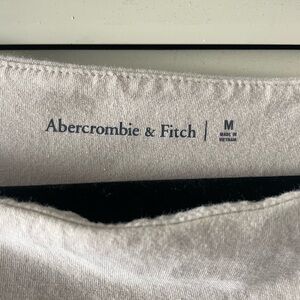 Abercrombie & Fitch | M
MADE IN
VIETNAM